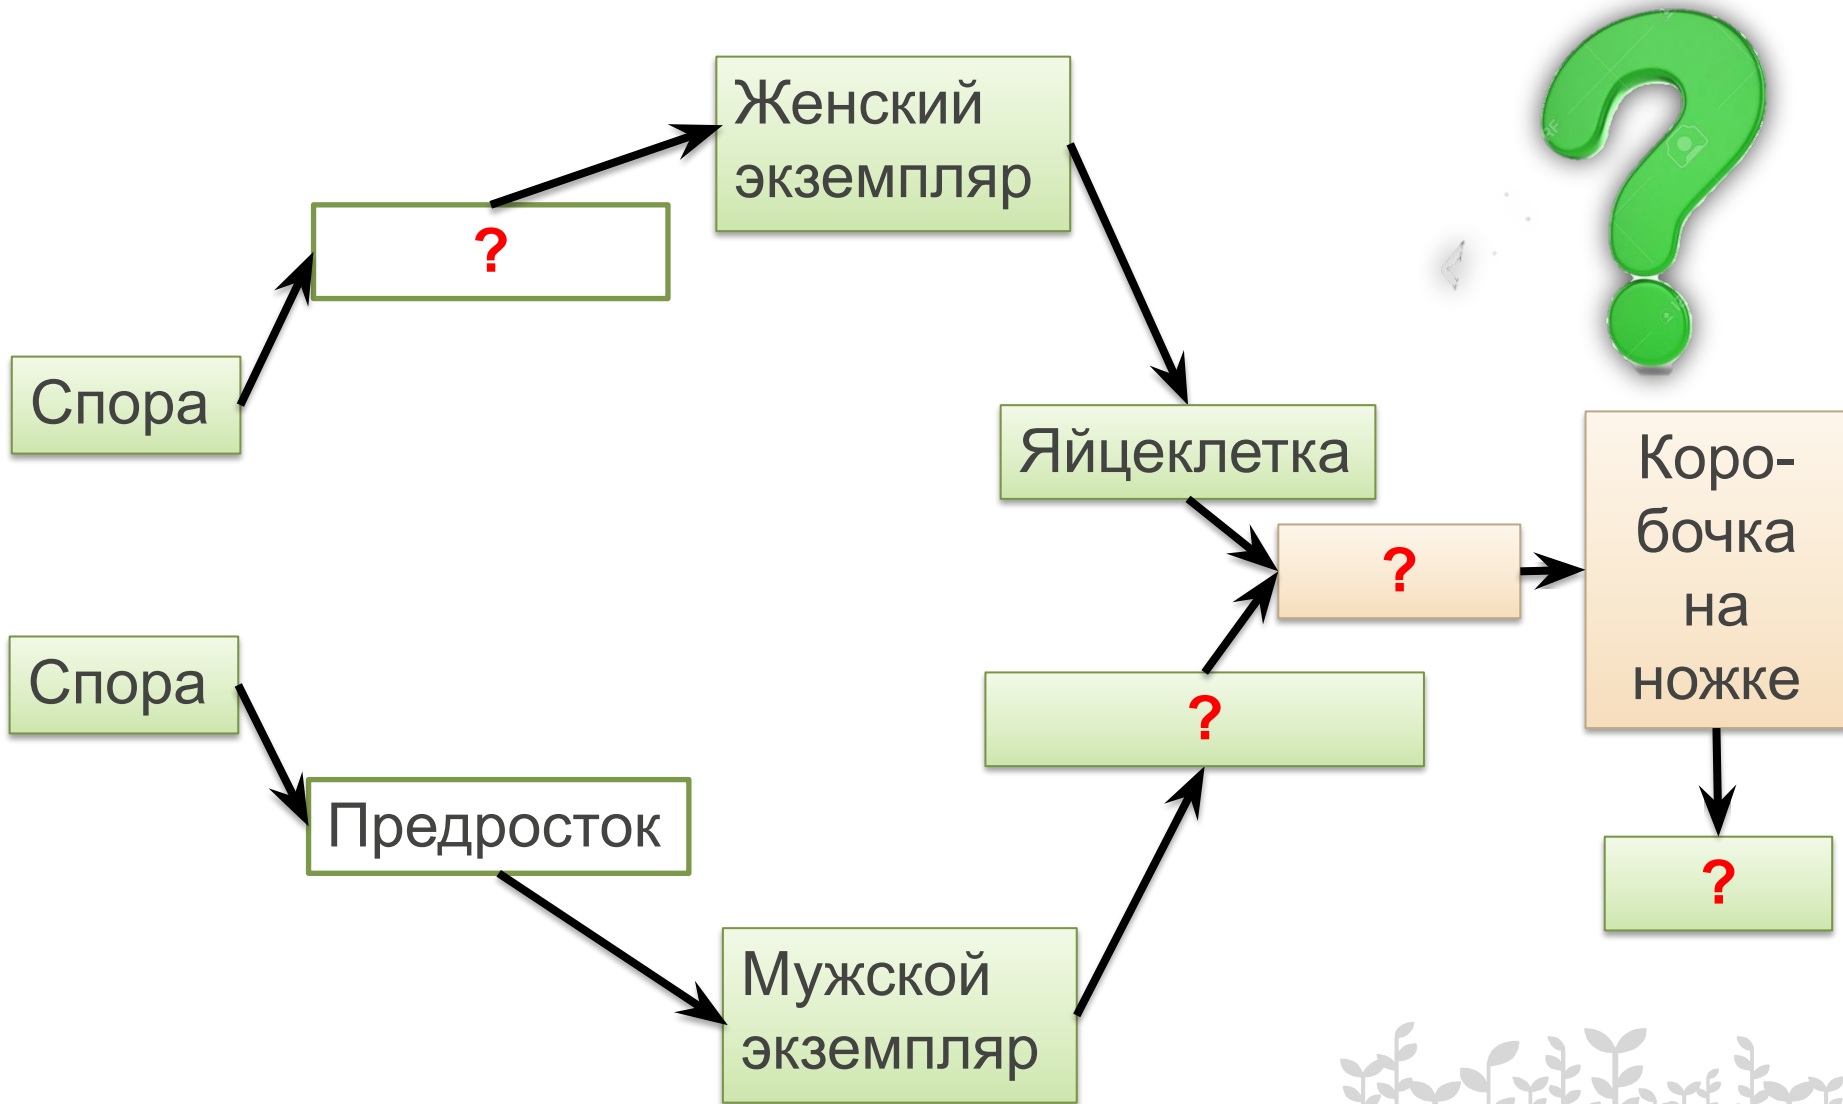 Женский
экземпляр
?
Спора
Яйцеклетка
Коро-
бочка
на
ножке
?
Спора
?
Предросток
?
Мужской
экземпляр